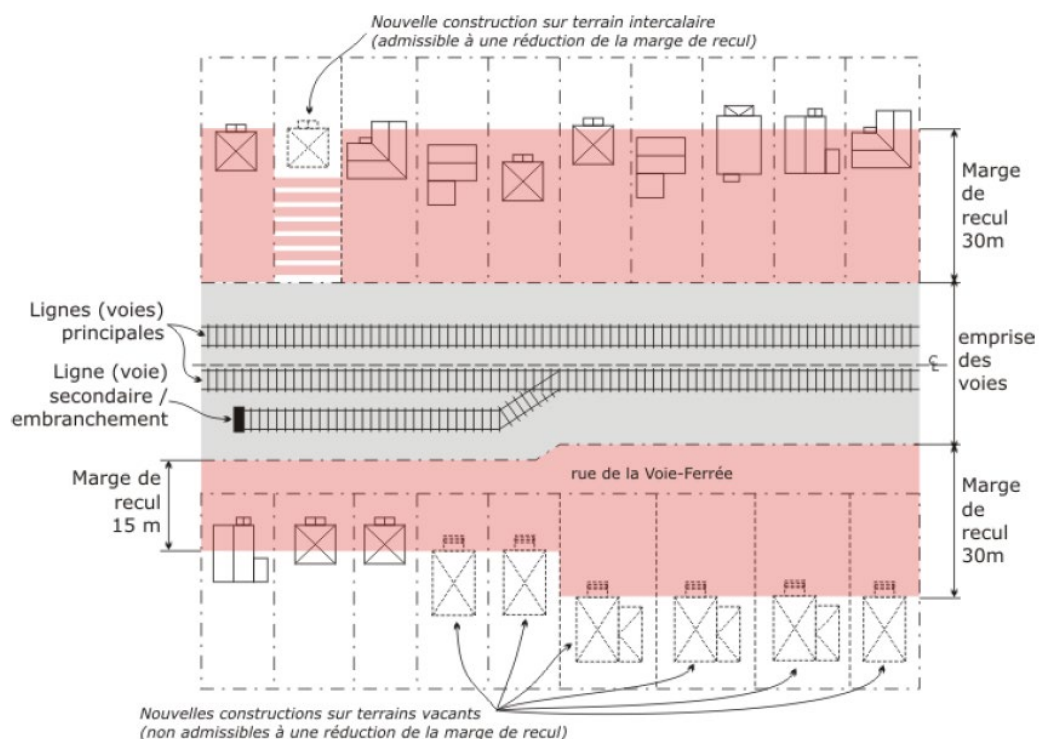 Nouvelle construction sur terrain intercalaire
(admissible à une réduction de la marge de recul)
Marge
de
recul
30m
Lignes (voies)
principales
Ligne (voie)
secondaire /
embranchement
emprise
des
voies
℄
rue de la Voie-Ferrée
Marge de
recul
15 m
Marge
de
recul
30m
Nouvelles constructions sur terrains vacants
(non admissibles à une réduction de la marge de recul)